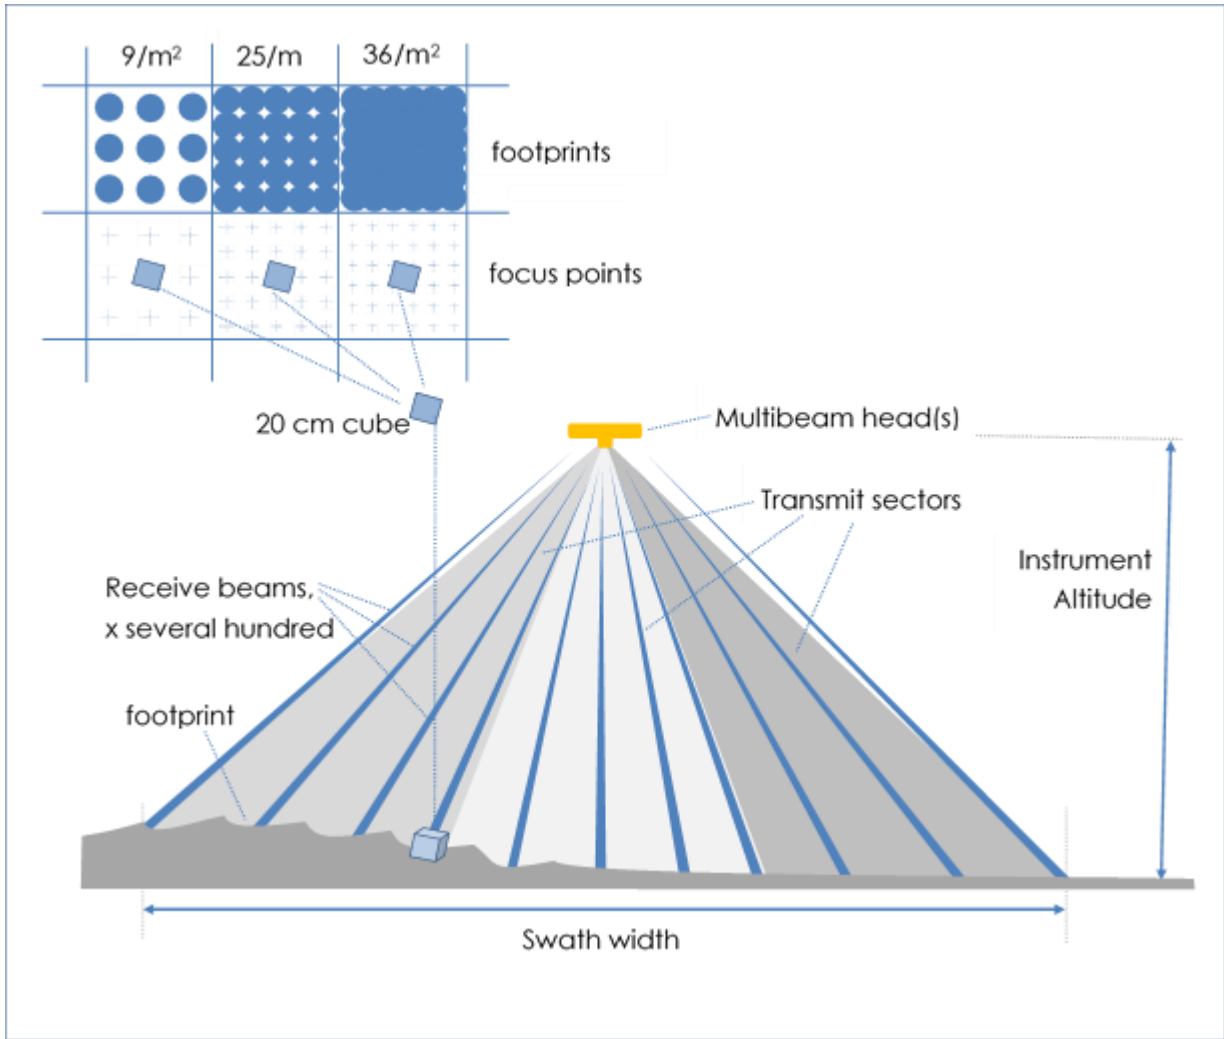 9/m²
25/m
36/m²
footprints
focus points
20 cm cube
Multibeam head(s)
Transmit sectors
Instrument
Altitude
Receive beams,
x several hundred
footprint
Swath width